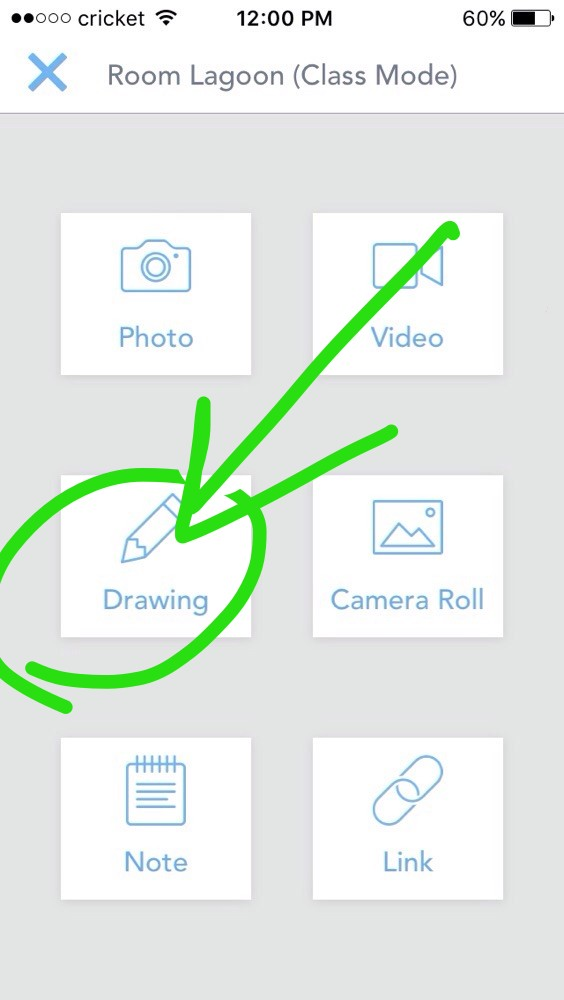 cricket 12:00 PM 60%
Room Lagoon (Class Mode)
Photo Video
Drawing Camera Roll
Note Link